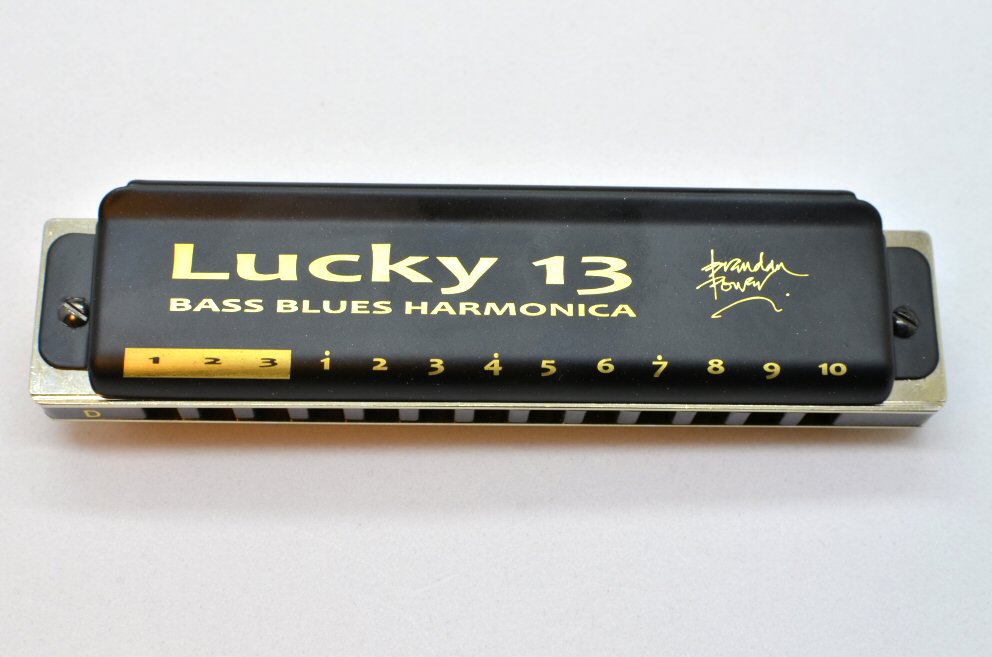 Lucky 13
BASS BLUES HARMONICA
Brendan
Power.
1 2 3 1 2 3 4 5 6 7 8 9 10
D